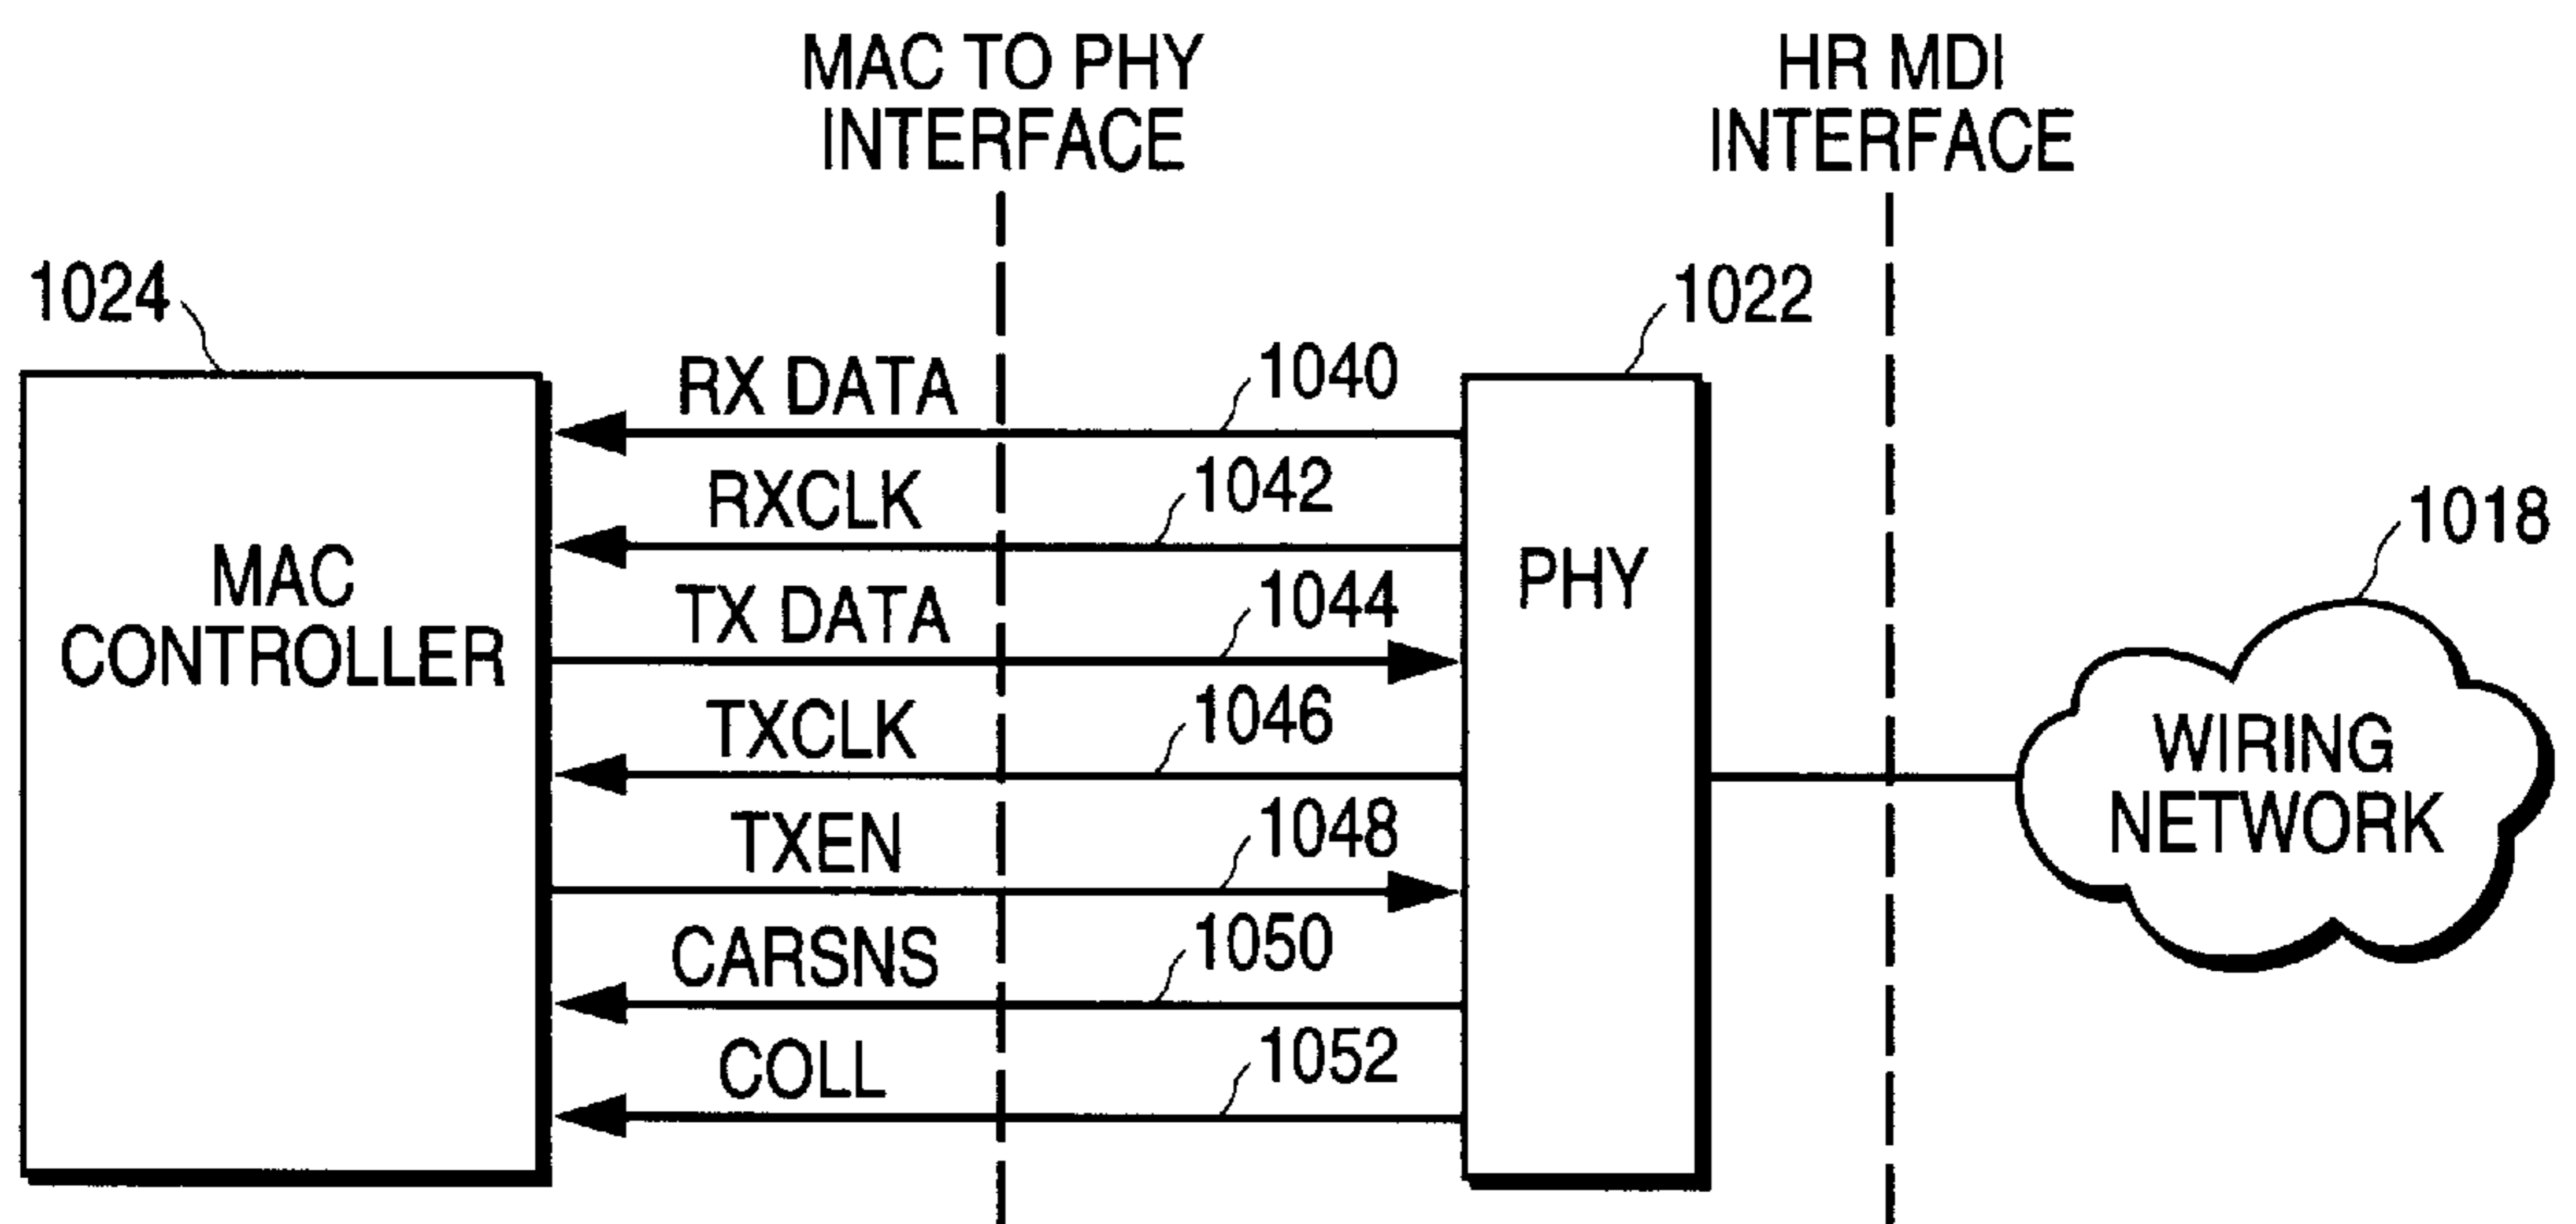 MAC TO PHY
INTERFACE
HR MDI
INTERFACE
1024
1022
RX DATA
1040
RXCLK
1042
1018
MAC
CONTROLLER
PHY
TX DATA
1044
TXCLK
1046
WIRING
NETWORK
TXEN
1048
CARSNS
1050
COLL
1052